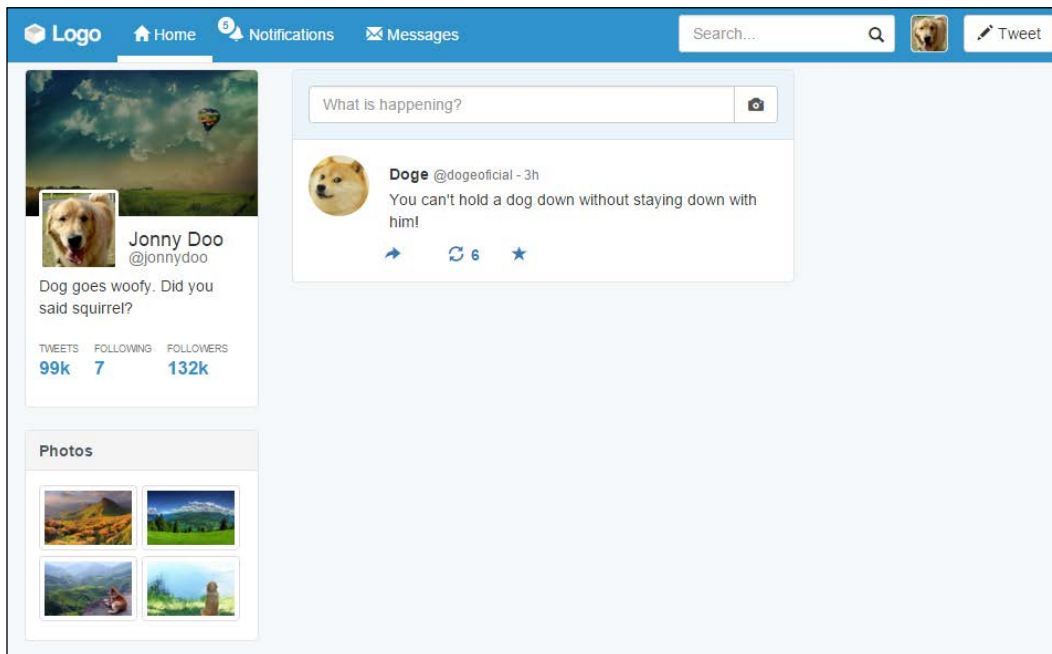 Logo
Home
5
Notifications
Messages
Search...
Tweet
Jonny Doo
@jonnydoo
Dog goes woofy. Did you
said squirrel?
TWEETS FOLLOWING FOLLOWERS
99k 7 132k
Photos
What is happening?
Doge @dogeoficial - 3h
You can't hold a dog down without staying down with
him!
6